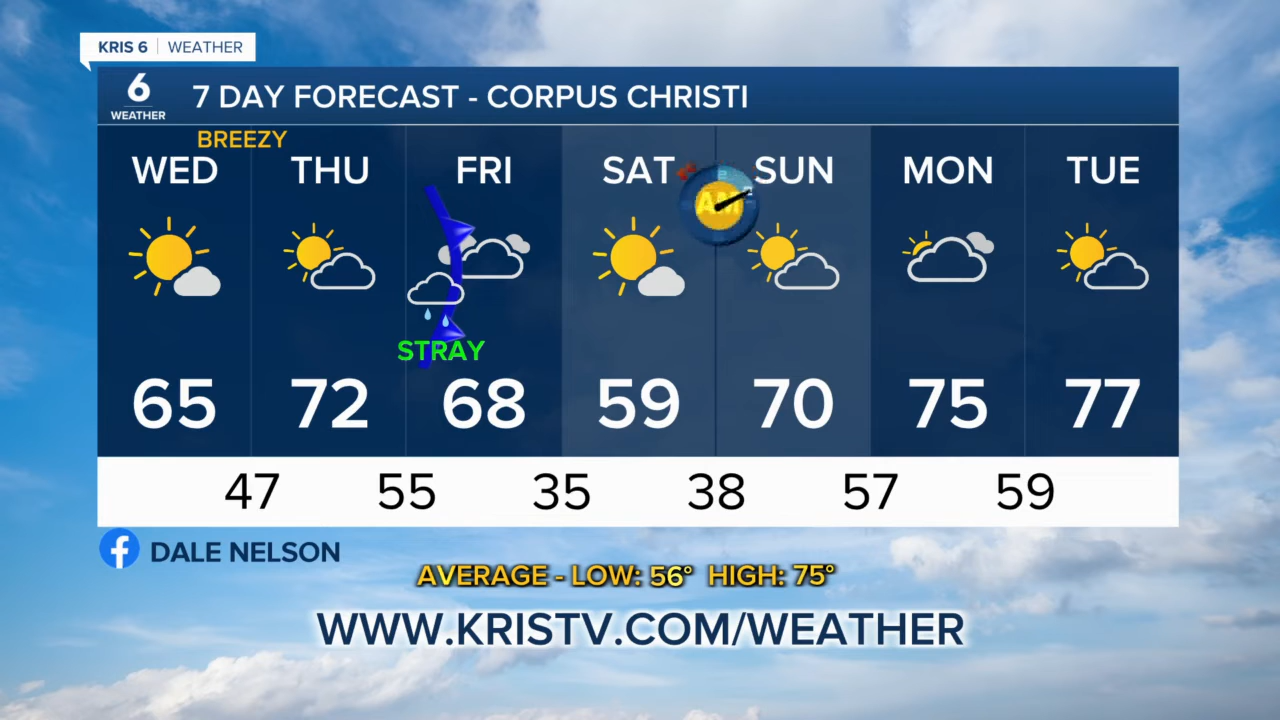 KRIS 6 | WEATHER
6
WEATHER
7 DAY FORECAST - CORPUS CHRISTI
BREEZY
WED THU FRI SAT SUN MON TUE
AM
STRAY
65 72 68 59 70 75 77
47 55 35 38 57 59
DALE NELSON
AVERAGE - LOW: 56° HIGH: 75°
WWW.KRISTV.COM/WEATHER